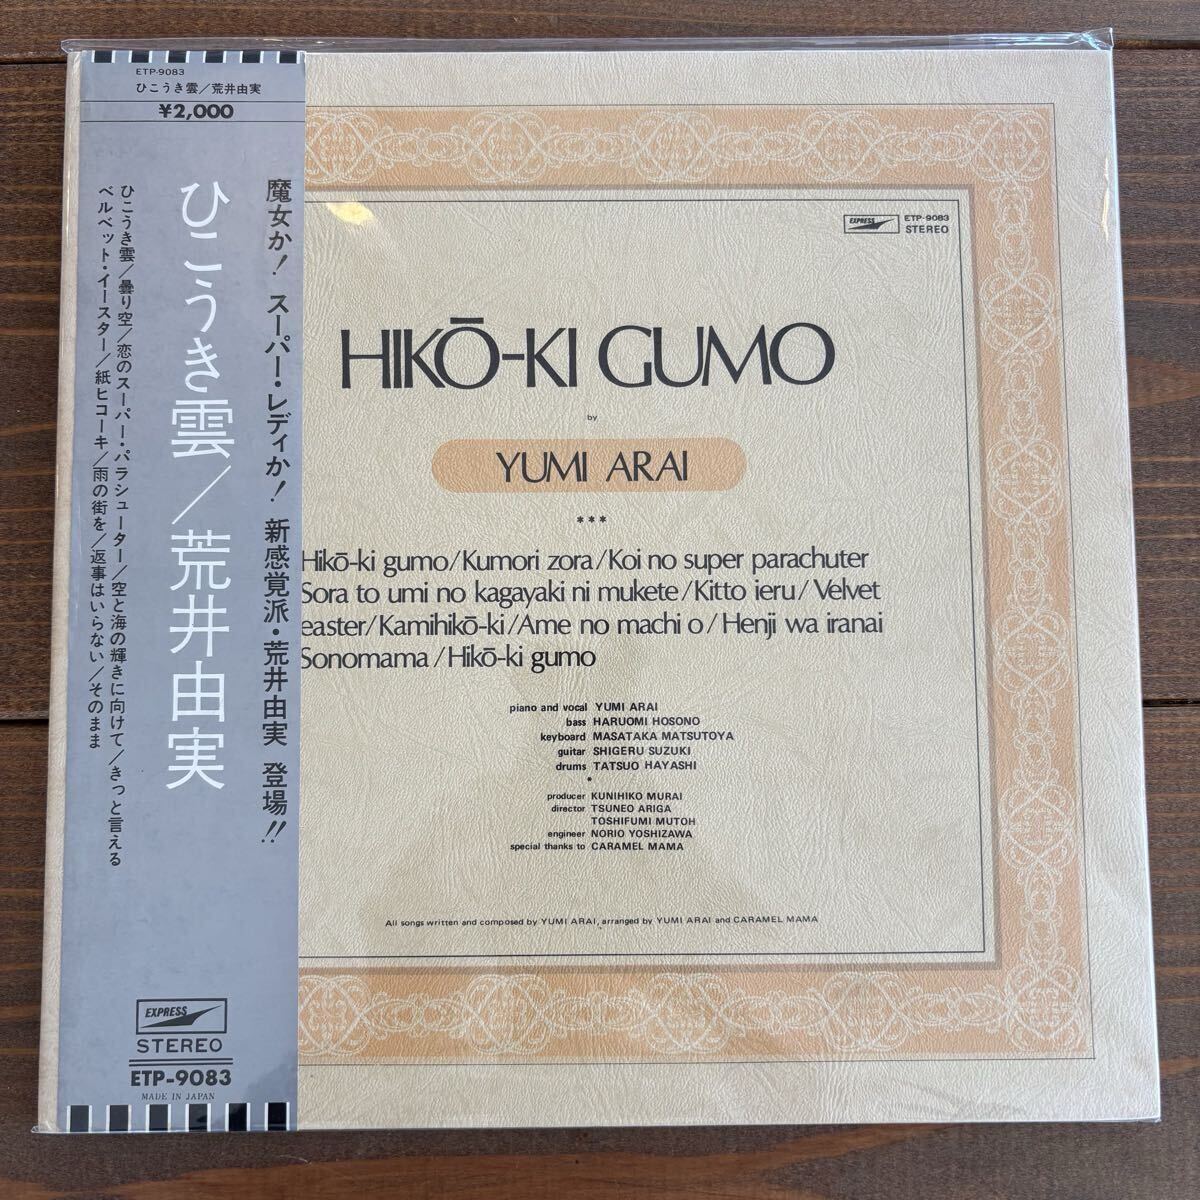 ETP-9083
ひこうき雲／荒井由実
¥2,000
魔女か！ スーパー・レディか！ 新感覚派・荒井由実 登場!!
ひこうき雲／荒井由実
ひこうき雲／曇り空／恋のスーパー・パラシューター／空と海の輝きに向けて／きっと言える
ベルベット・イースター／紙ヒコーキ／雨の街を／返事はいらない／そのまま
EXPRESS
STEREO
ETP-9083
MADE IN JAPAN
EXPRESS
ETP-9083
STEREO
HIKŌ-KI GUMO
by
YUMI ARAI
***
Hikō-ki gumo/Kumori zora/Koi no super parachuter
Sora to umi no kagayaki ni mukete/Kitto ieru/Velvet
easter/Kamihikō-ki/Ame no machi o/Henji wa iranai
Sonomama/Hikō-ki gumo
piano and vocal YUMI ARAI
bass HARUOMI HOSONO
keyboard MASATAKA MATSUTOYA
guitar SHIGERU SUZUKI
drums TATSUO HAYASHI
*
producer KUNIHIKO MURAI
director TSUNEO ARIGA
TOSHIFUMI MUTOH
engineer NORIO YOSHIZAWA
special thanks to CARAMEL MAMA
All songs written and composed by YUMI ARAI, arranged by YUMI ARAI and CARAMEL MAMA